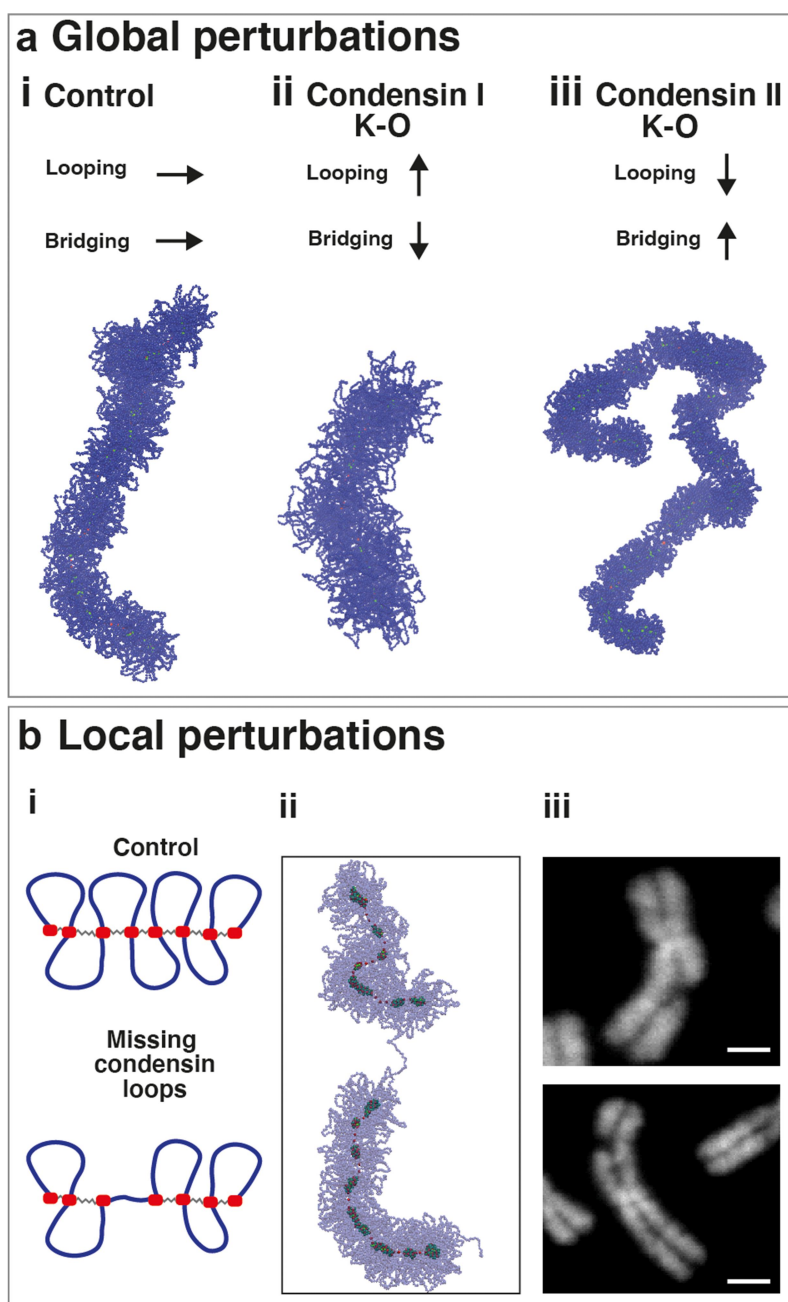 a Global perturbations
i Control
Looping →
Bridging →
ii Condensin I
K-O
Looping ↑
Bridging ↓
iii Condensin II
K-O
Looping ↓
Bridging ↑
b Local perturbations
i
Control
Missing
condensin
loops
ii
iii